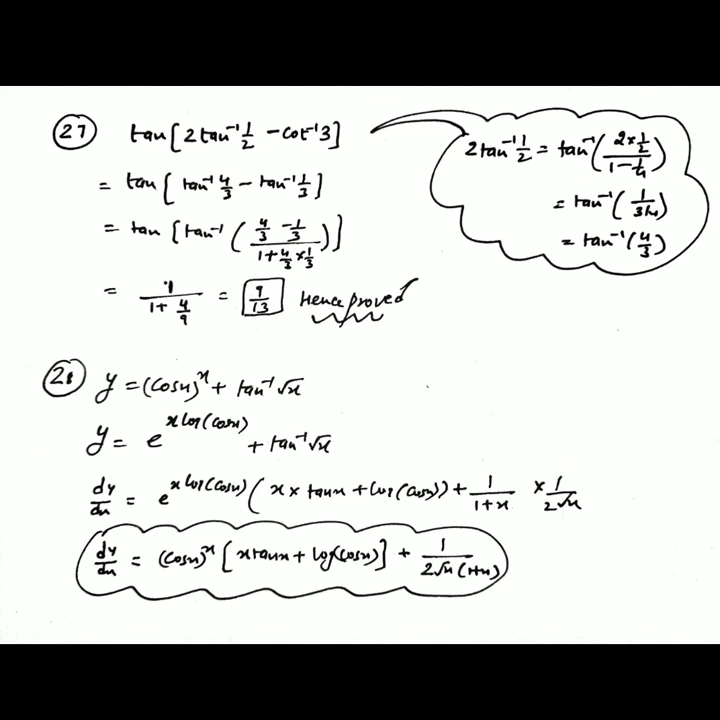 27 tan[2tan⁻¹ 1/2 - cot⁻¹ 3]
= tan[tan⁻¹ 4/3 - tan⁻¹ 1/3]
= tan[tan⁻¹((4/3 - 1/3)/(1 + 4/3 × 1/3))]
= 1/(1 + 4/9) = 9/13 Hence proved
2tan⁻¹ 1/2 = tan⁻¹((2 × 1/2)/(1 - 1/4))
= tan⁻¹(1/(3/4))
= tan⁻¹(4/3)
28 y = (cosx)^x + tan⁻¹√x
y = e^(x log(cosx)) + tan⁻¹√x
dy/dx = e^(x log(cosx)) (x × tanx + log(cosx)) + 1/(1+x) × 1/(2√x)
dy/dx = (cosx)^x [x tanx + log(cosx)] + 1/(2√x(1+x))